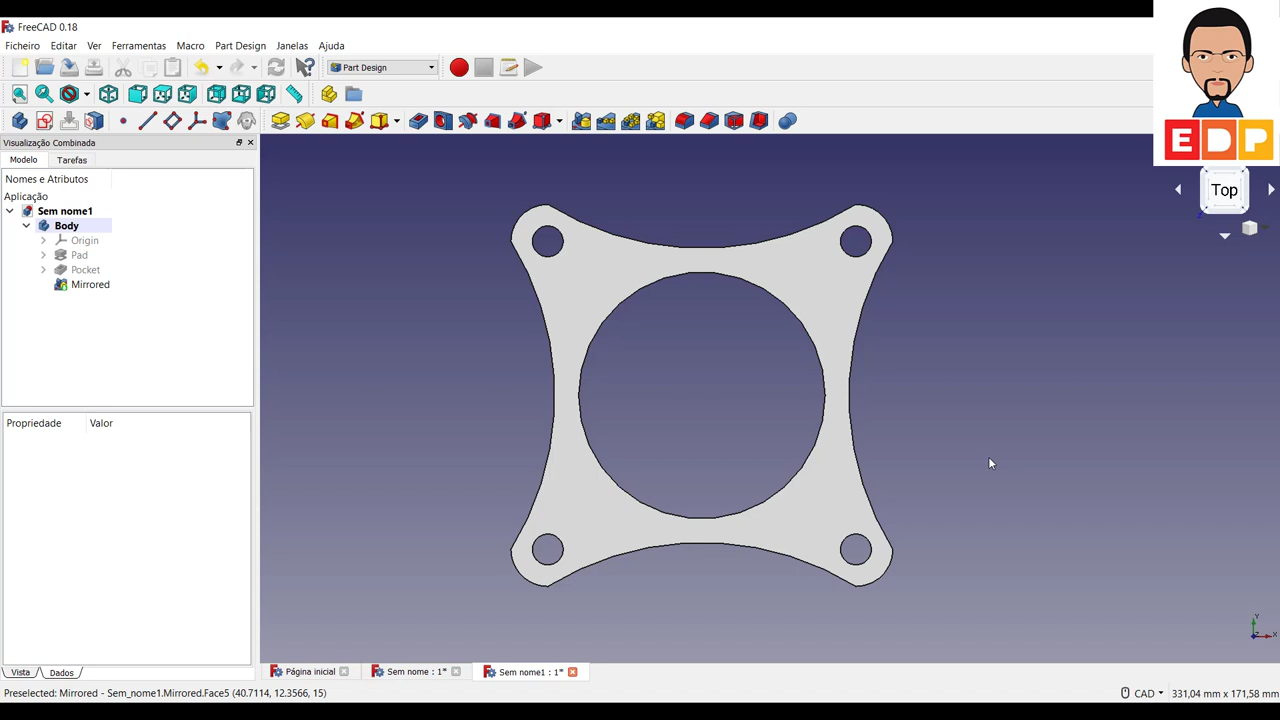 FreeCAD 0.18
Ficheiro Editar Ver Ferramentas Macro Part Design Janelas Ajuda
Part Design
EDP
Visualização Combinada
Modelo Tarefas
Nomes e Atributos
Aplicação
Sem nome1
Body
Origin
Pad
Pocket
Mirrored
Top
Z
Propriedade Valor
Vista Dados
Página inicial Sem nome : 1* Sem nome1 : 1*
Y
Z X
Preselected: Mirrored - Sem_nome1.Mirrored.Face5 (40.7114, 12.3566, 15) CAD 331,04 mm x 171,58 mm